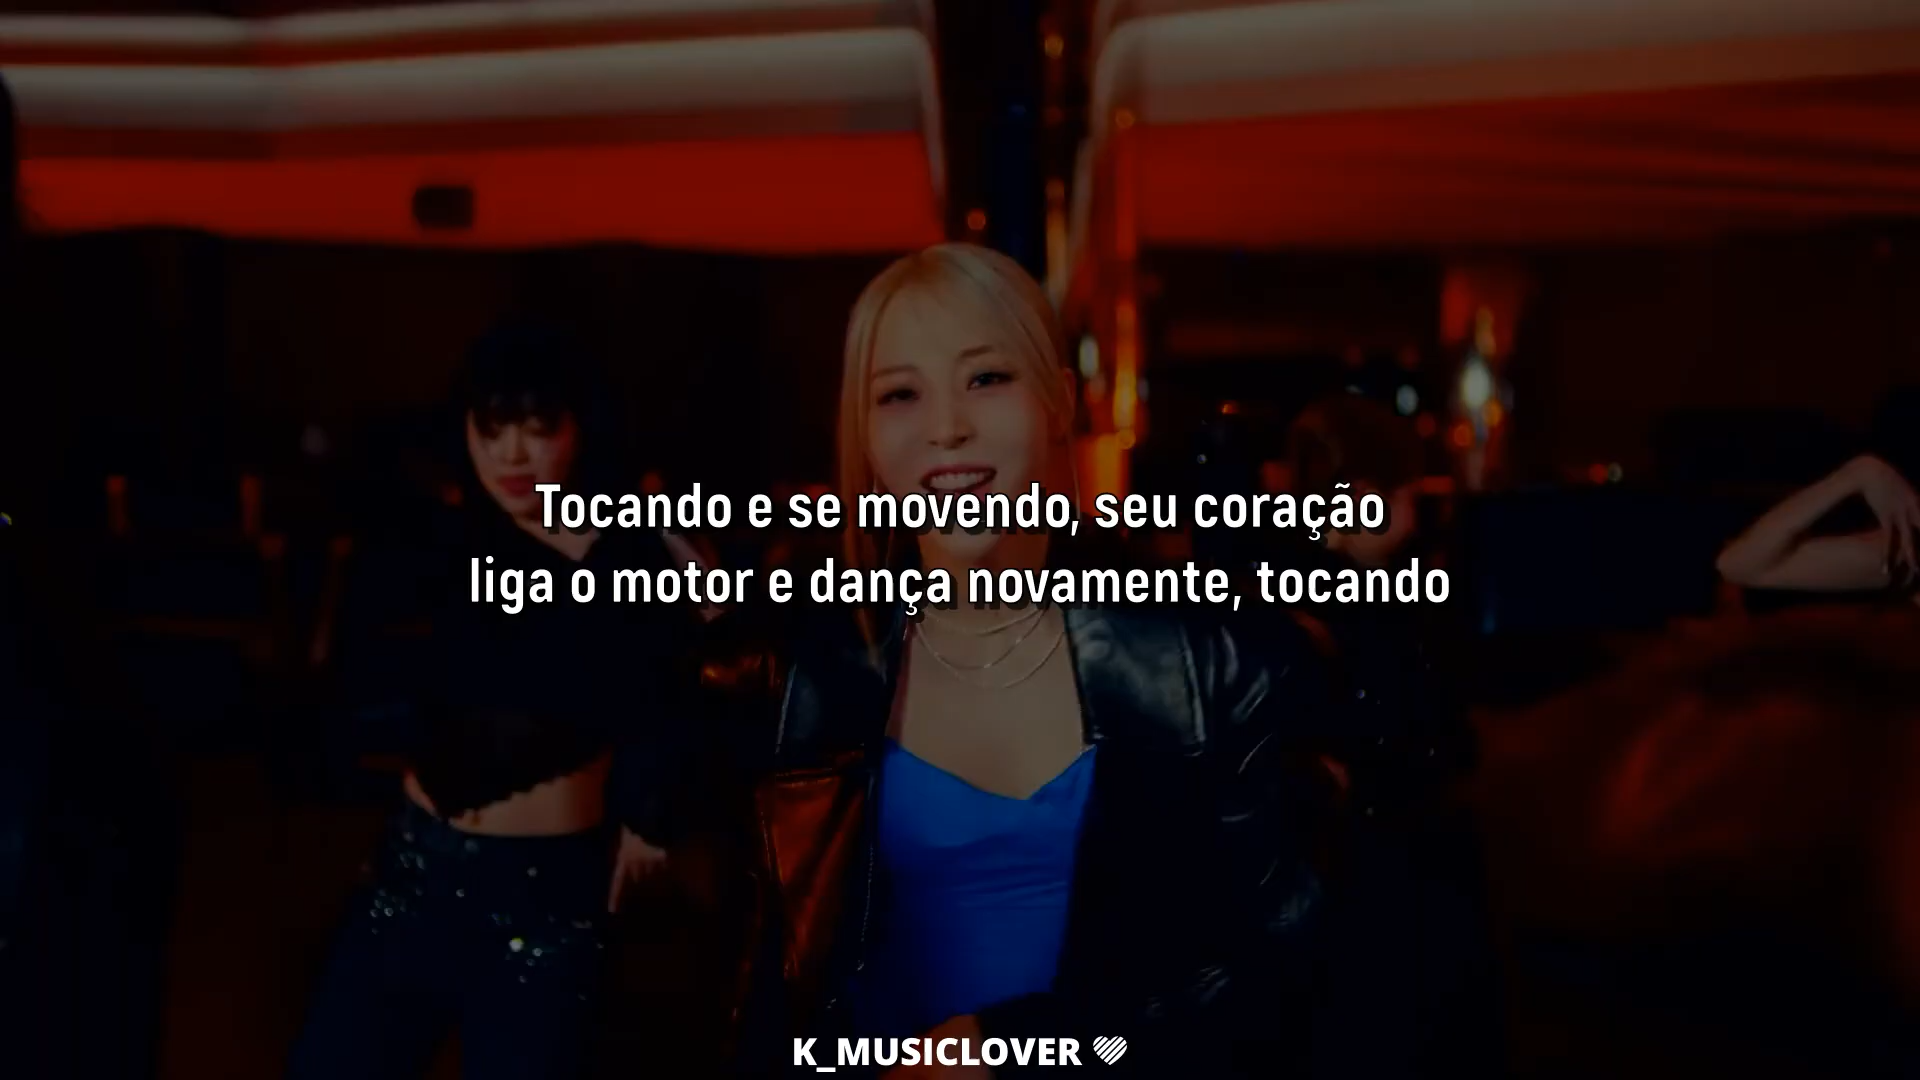 Tocando e se movendo, seu coração
liga o motor e dança novamente, tocando
K_MUSICLOVER